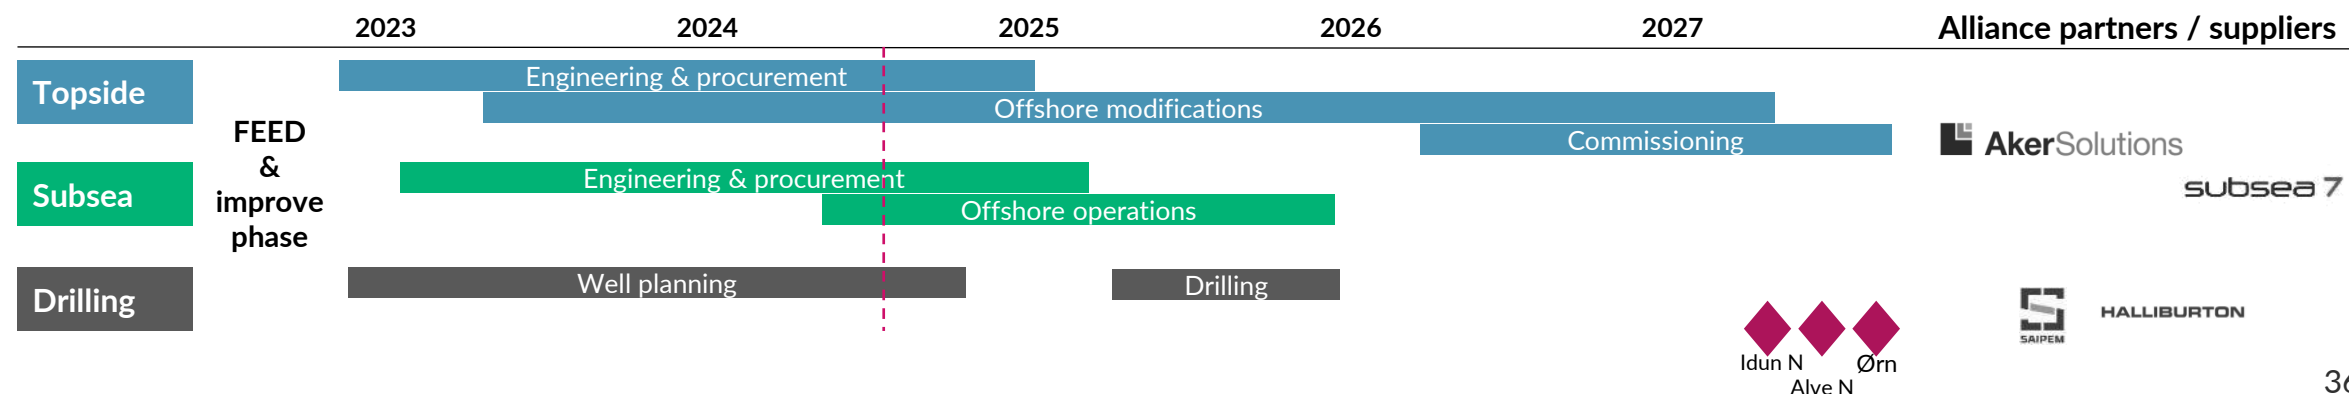 2023 2024 2025 2026 2027 Alliance partners / suppliers
Topside
Engineering & procurement
Offshore modifications
Commissioning
FEED
&
improve
phase
AkerSolutions
Subsea
Engineering & procurement
Offshore operations
subsea 7
Drilling
Well planning
Drilling
Idun N
Alve N
Ørn
SAIPEM
HALLIBURTON
36